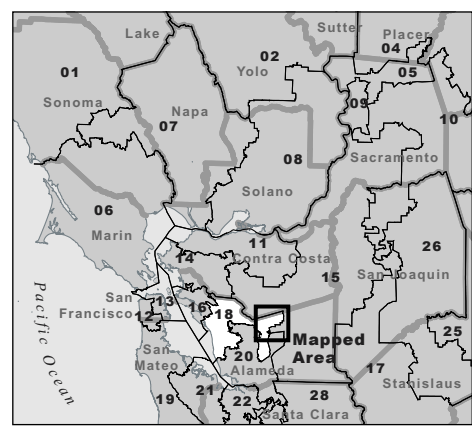 Lake
Sutter
Placer
02
04
01
Yolo
05
Sonoma
09
Napa
07
10
08
Sacramento
Solano
06
Marin
11
26
14
Contra Costa
15
San Joaquin
San
Francisco
13
12
16
18
Mapped
Area
25
San
Mateo
20
Alameda
17
Stanislaus
19
21
22
28
Santa Clara
Pacific Ocean